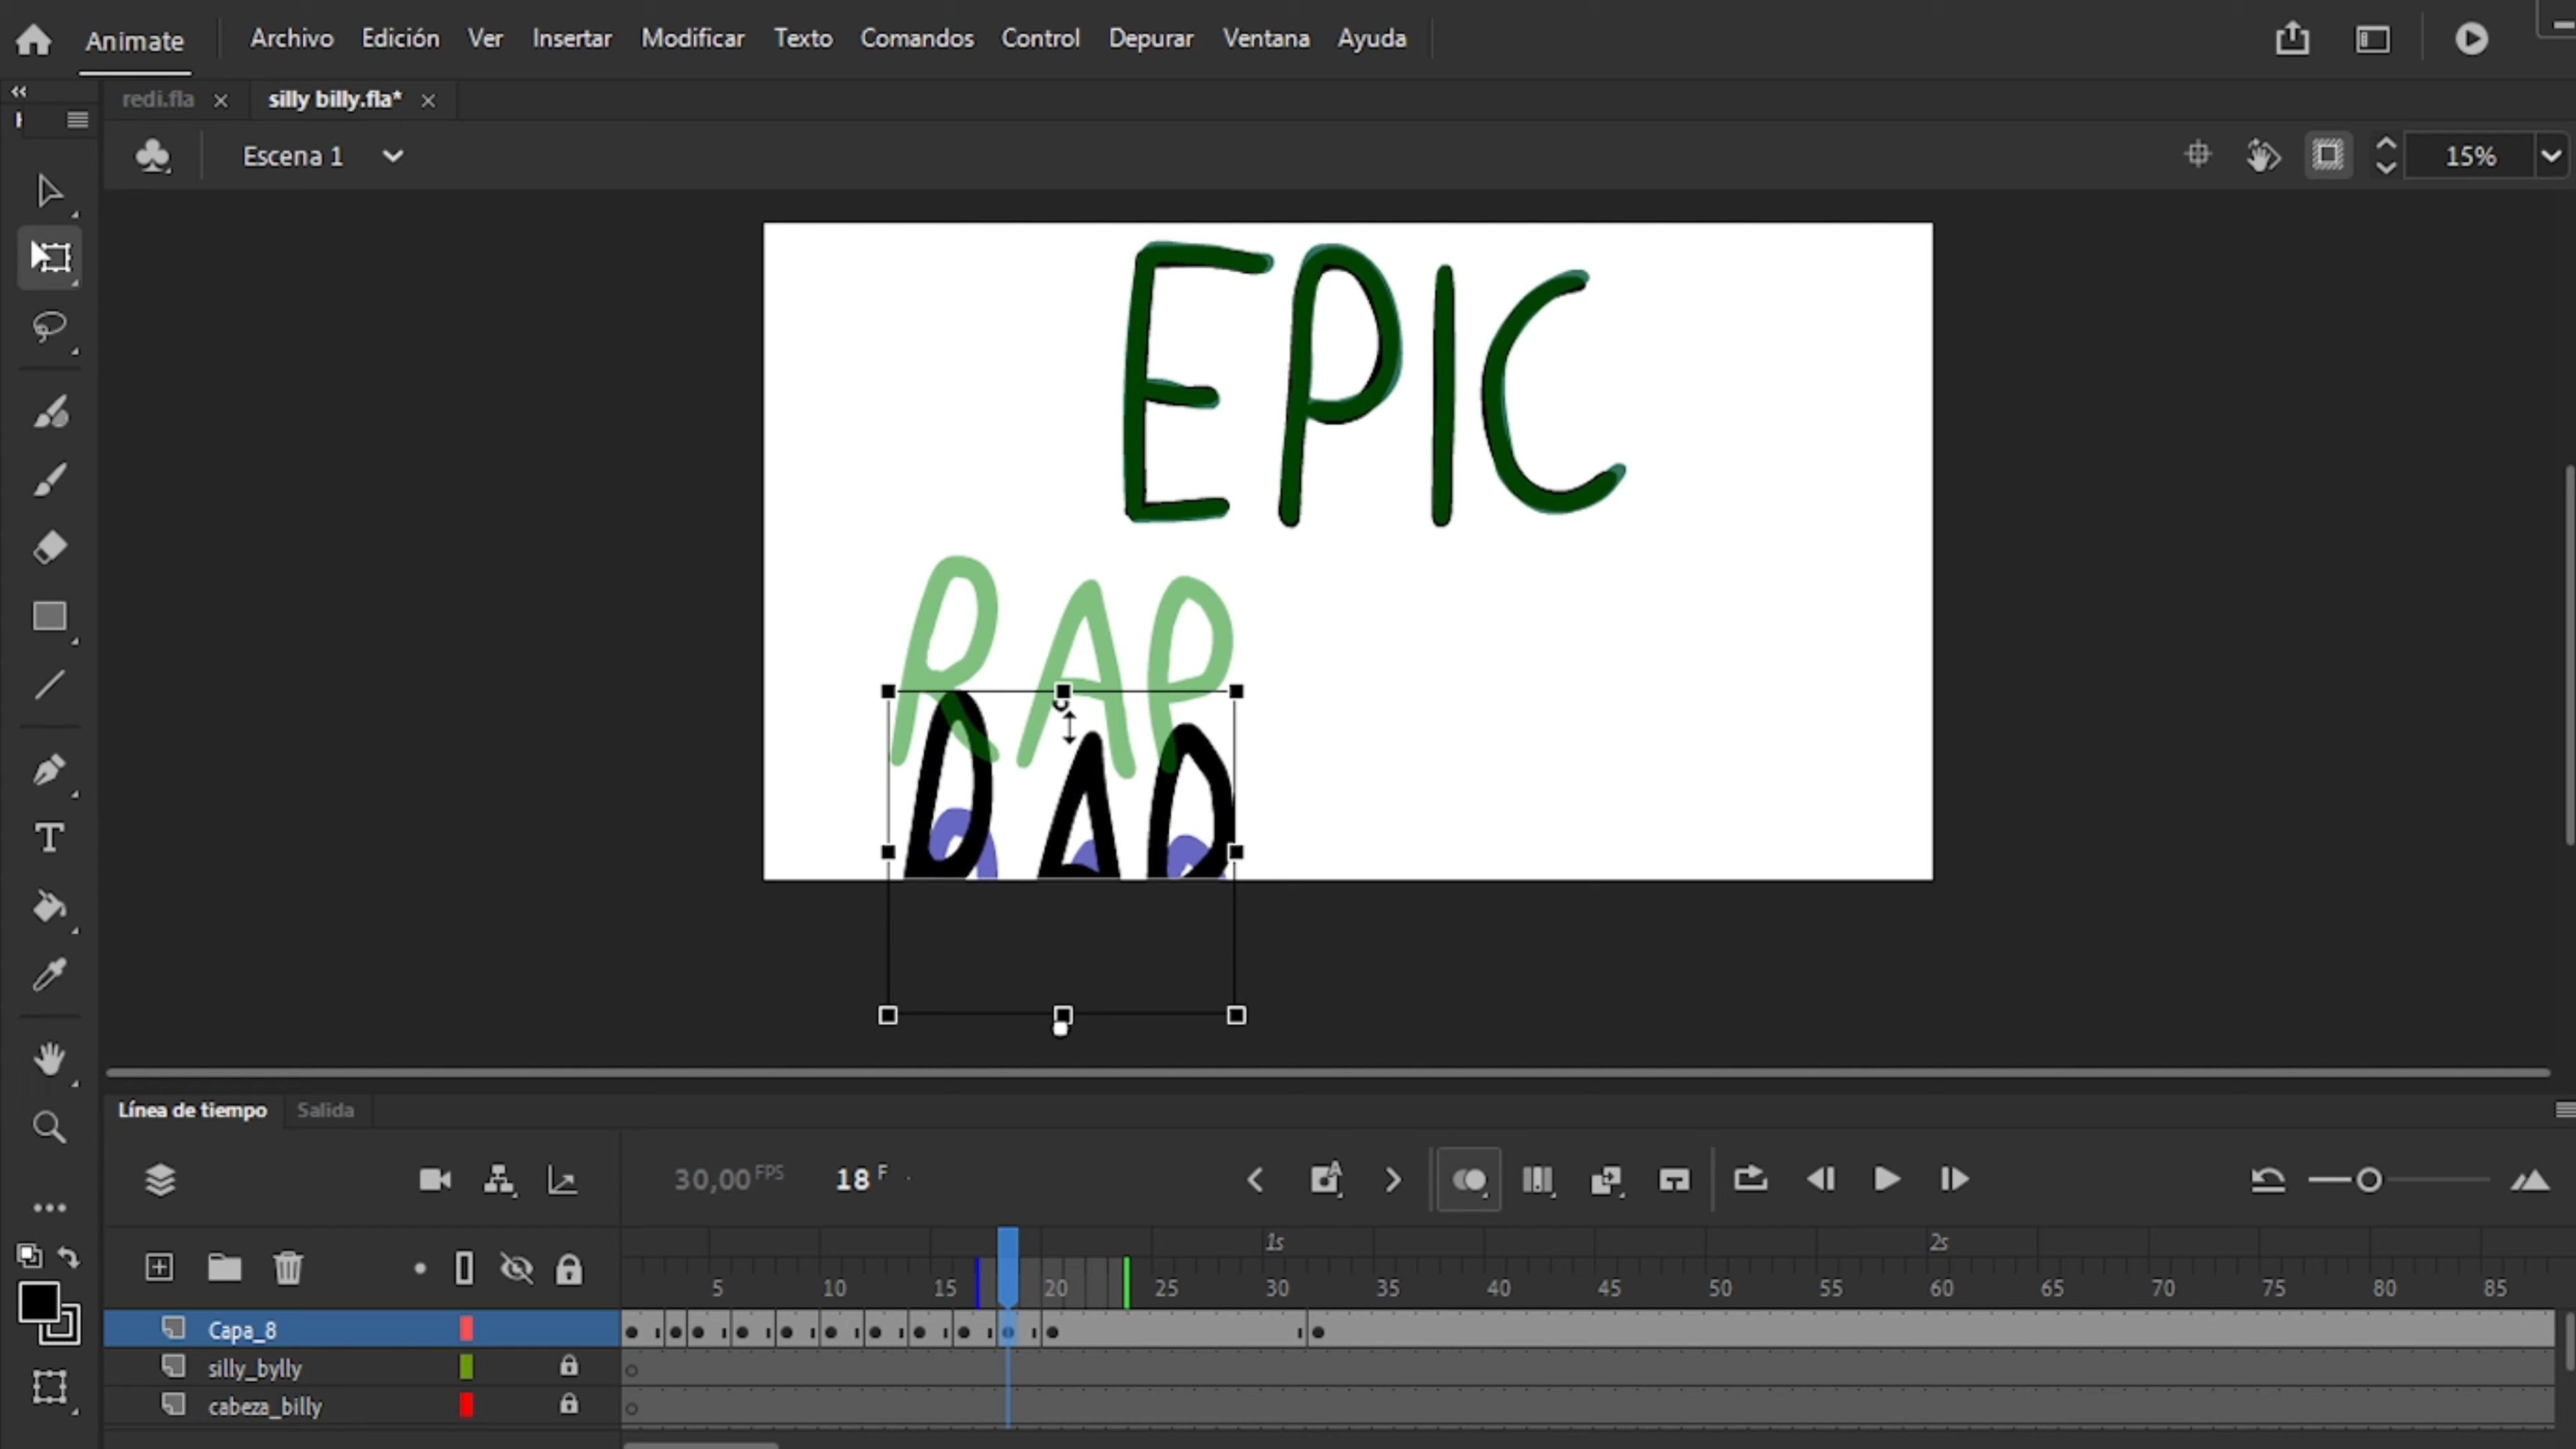 Animate Archivo Edición Ver Insertar Modificar Texto Comandos Control Depurar Ventana Ayuda
redi.fla silly billy.fla*
Escena 1 15%
EPIC
RAP
RAP
Línea de tiempo Salida
30,00 FPS 18 F
1s 2s
5 10 15 20 25 30 35 40 45 50 55 60 65 70 75 80 85
Capa_8
silly_bylly
cabeza_billy